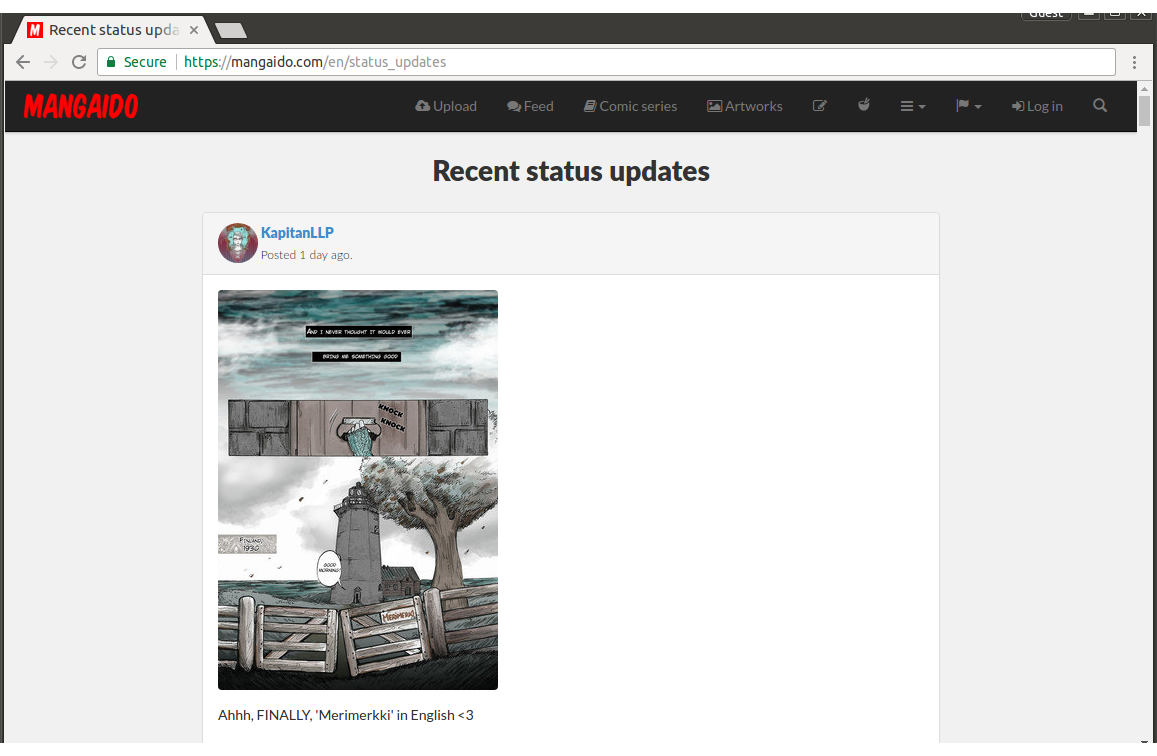 Guest
Recent status upda
Secure
https://mangaido.com/en/status_updates
MANGAIDO
Upload
Feed
Comic series
Artworks
Log in
Recent status updates
KapitanLLP
Posted 1 day ago.
AND I NEVER THOUGHT IT WOULD EVER
BRING ME SOMETHING GOOD
KNOCK
KNOCK
FINLAND,
1930
GOOD
MORNING!
MERIMERKKI
Ahhh, FINALLY, 'Merimerkki' in English <3